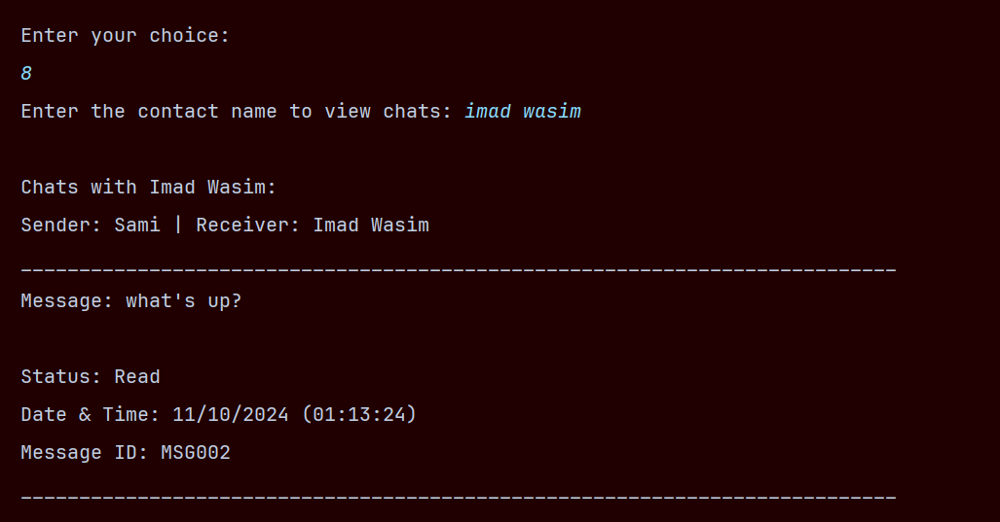 Enter your choice:
8
Enter the contact name to view chats: imad wasim
Chats with Imad Wasim:
Sender: Sami | Receiver: Imad Wasim
___________________________________________________________________________
Message: what's up?
Status: Read
Date & Time: 11/10/2024 (01:13:24)
Message ID: MSG002
___________________________________________________________________________